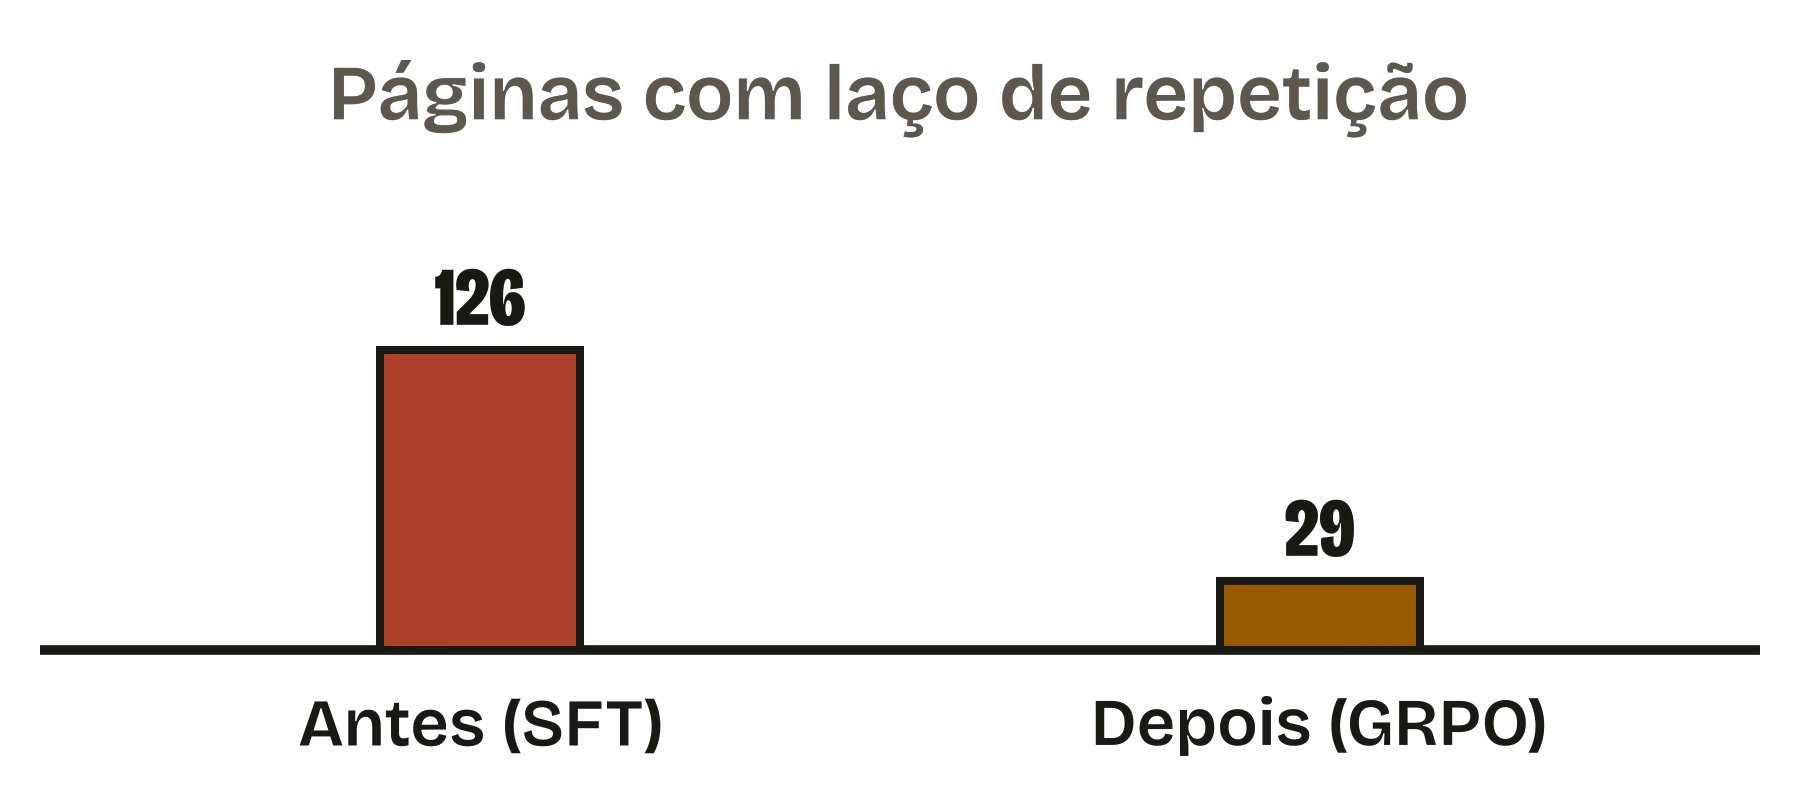 Páginas com laço de repetição
126
29
Antes (SFT)
Depois (GRPO)